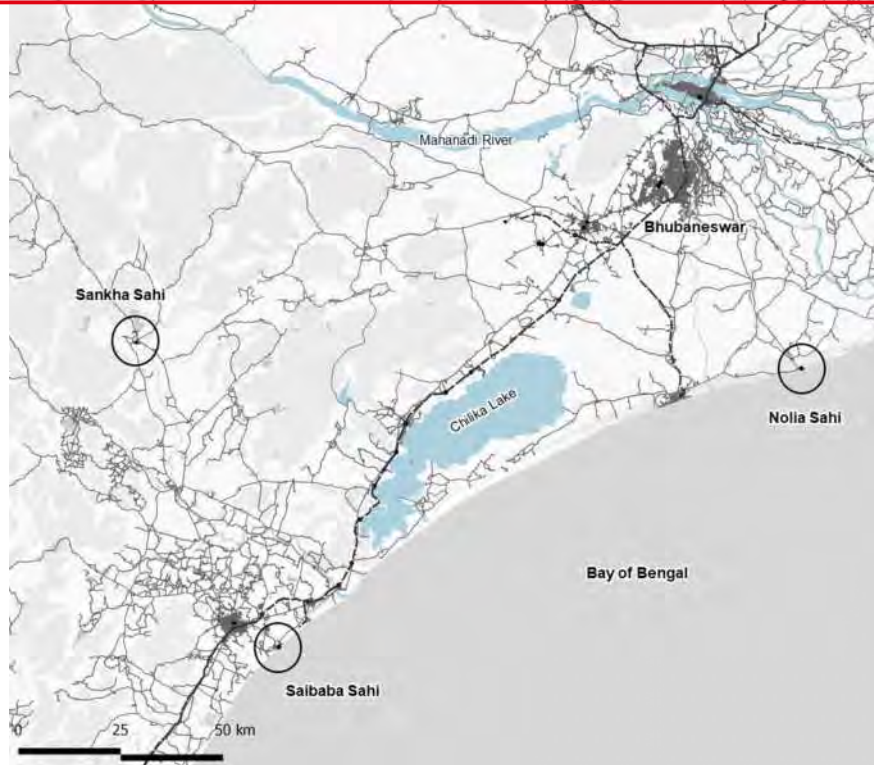 Mahanadi River
Bhubaneswar
Sankha Sahi
Chilika Lake
Nolia Sahi
Bay of Bengal
Saibaba Sahi
0 25 50 km